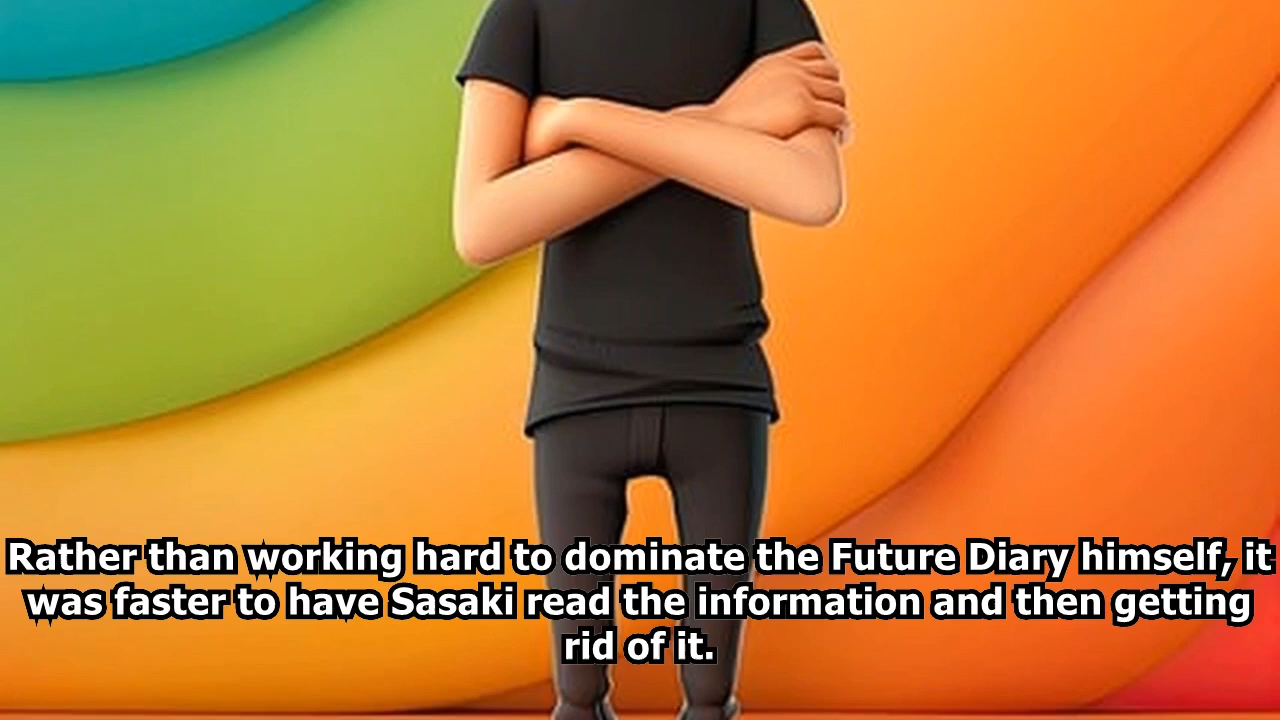 Rather than working hard to dominate the Future Diary himself, it
was faster to have Sasaki read the information and then getting
rid of it.